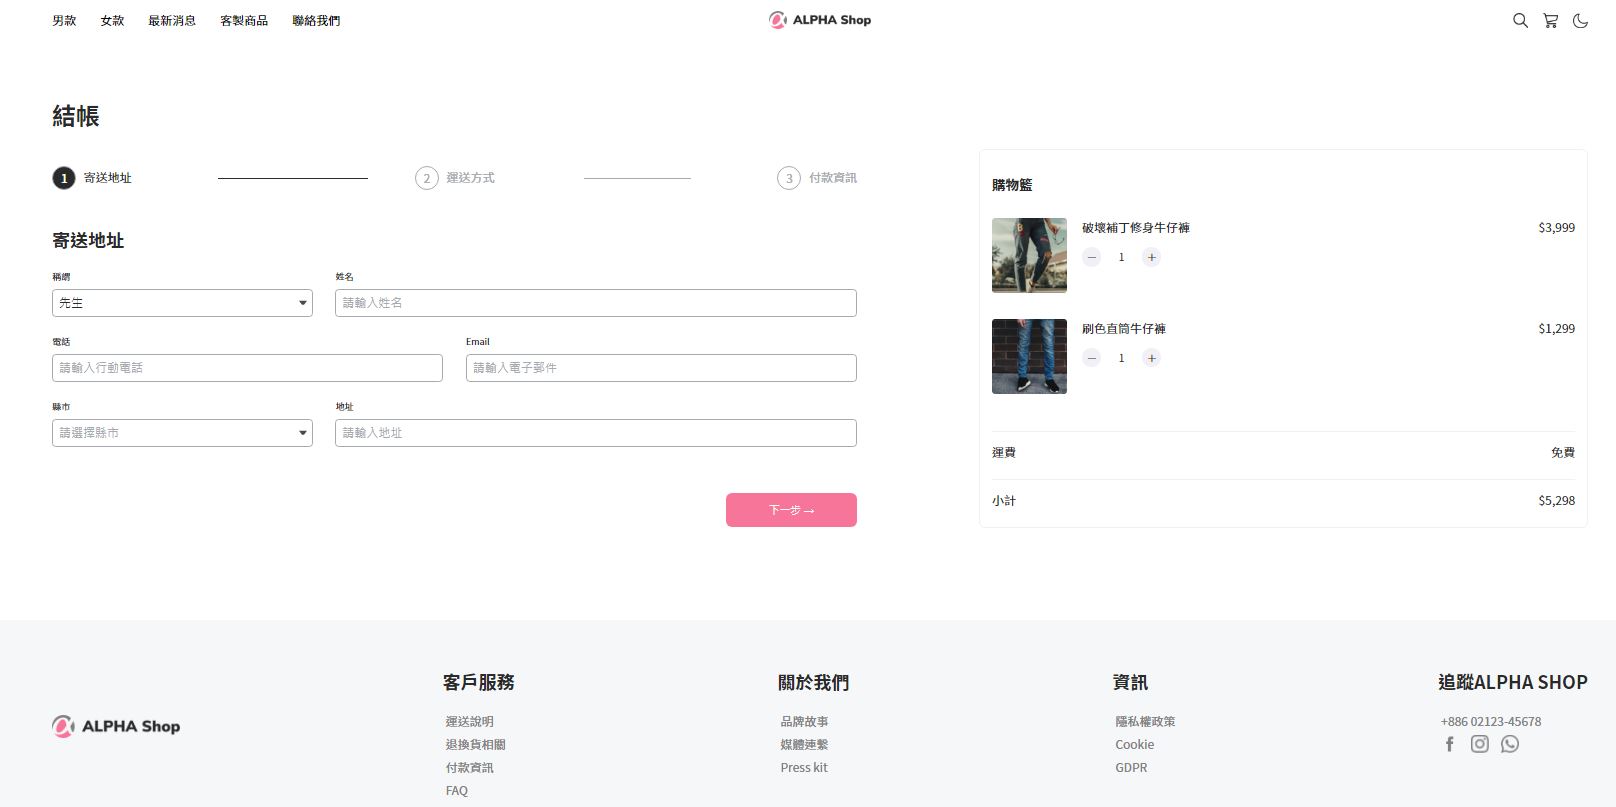 男款 女款 最新消息 客製商品 聯絡我們
ALPHA Shop
結帳
1 寄送地址 2 運送方式 3 付款資訊
寄送地址
稱謂 姓名
先生 請輸入姓名
電話 Email
請輸入行動電話 請輸入電子郵件
縣市 地址
請選擇縣市 請輸入地址
下一步 →
購物籃
破壞補丁修身牛仔褲 $3,999
− 1 +
刷色直筒牛仔褲 $1,299
− 1 +
運費 免費
小計 $5,298
ALPHA Shop
客戶服務
運送說明
退換貨相關
付款資訊
FAQ
關於我們
品牌故事
媒體連繫
Press kit
資訊
隱私權政策
Cookie
GDPR
追蹤ALPHA SHOP
+886 02123-45678